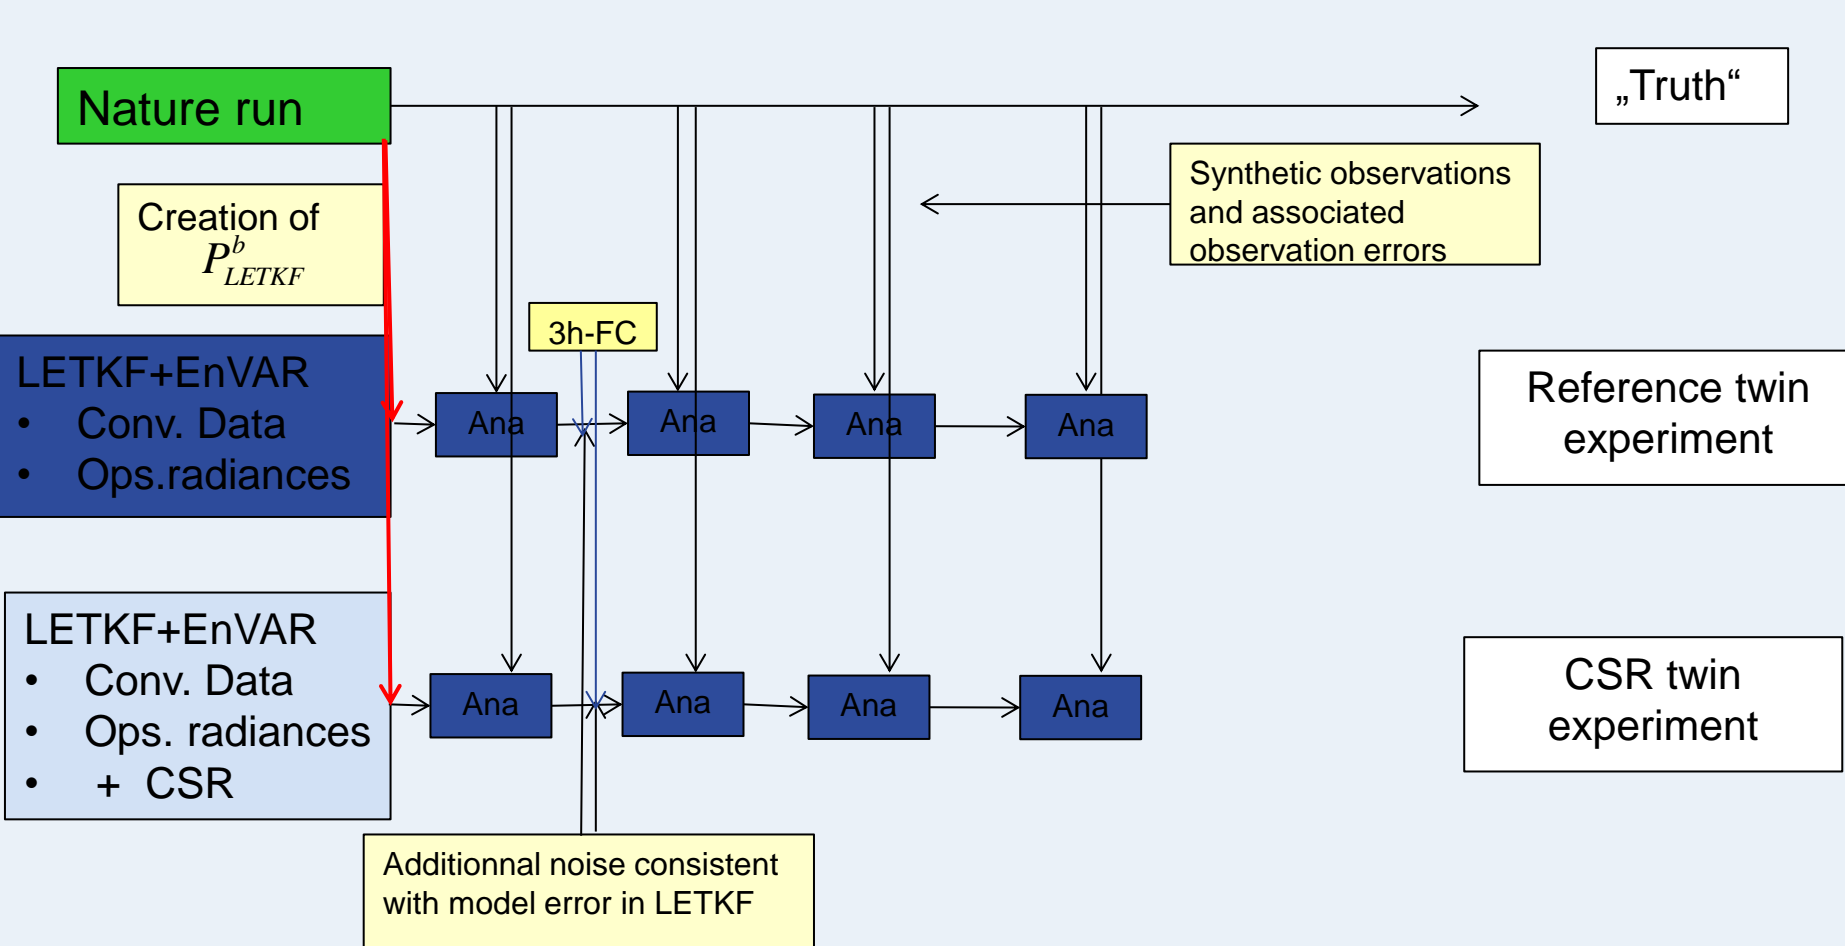 Nature run
„Truth“
Creation of
P^b_LETKF
Synthetic observations
and associated
observation errors
3h-FC
LETKF+EnVAR
• Conv. Data
• Ops.radiances
Ana
Ana
Ana
Ana
Reference twin
experiment
LETKF+EnVAR
• Conv. Data
• Ops. radiances
• + CSR
Ana
Ana
Ana
Ana
CSR twin
experiment
Additionnal noise consistent
with model error in LETKF